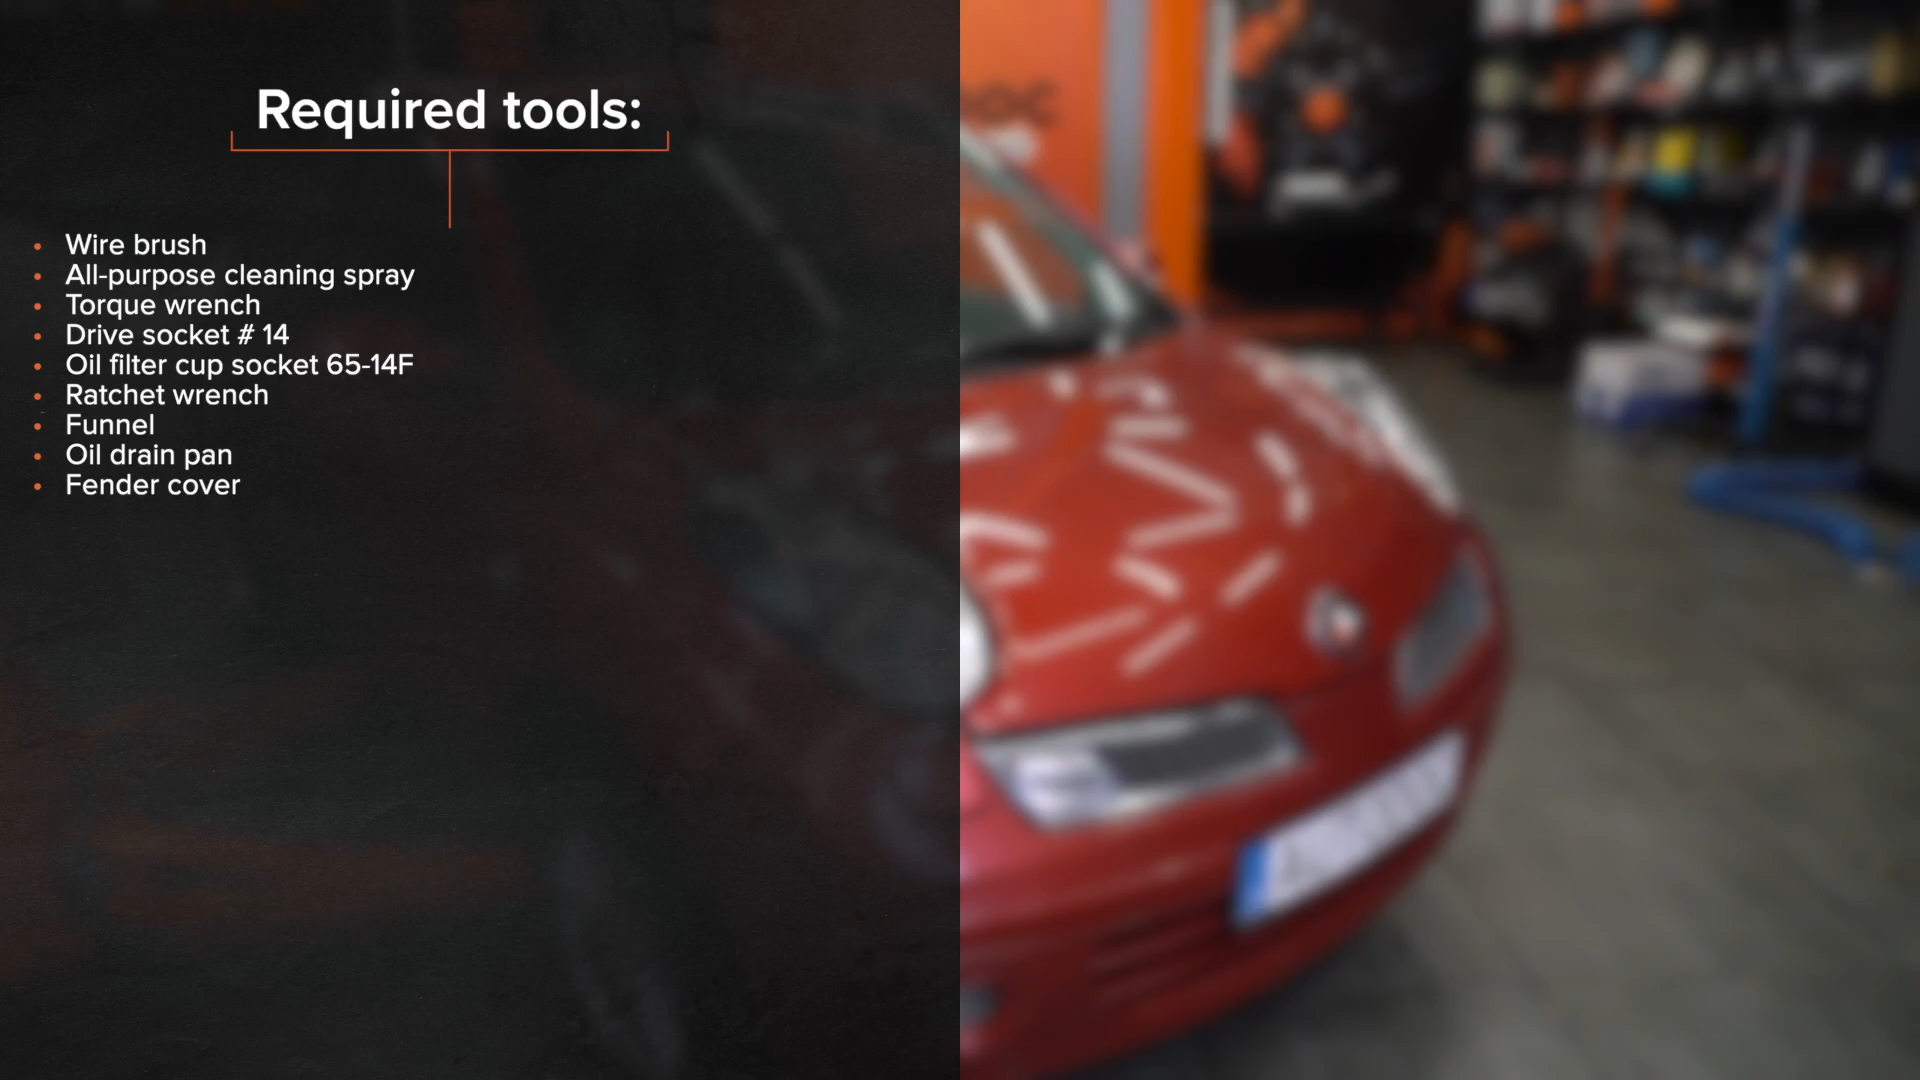 Required tools:
Wire brush
All-purpose cleaning spray
Torque wrench
Drive socket # 14
Oil filter cup socket 65-14F
Ratchet wrench
Funnel
Oil drain pan
Fender cover